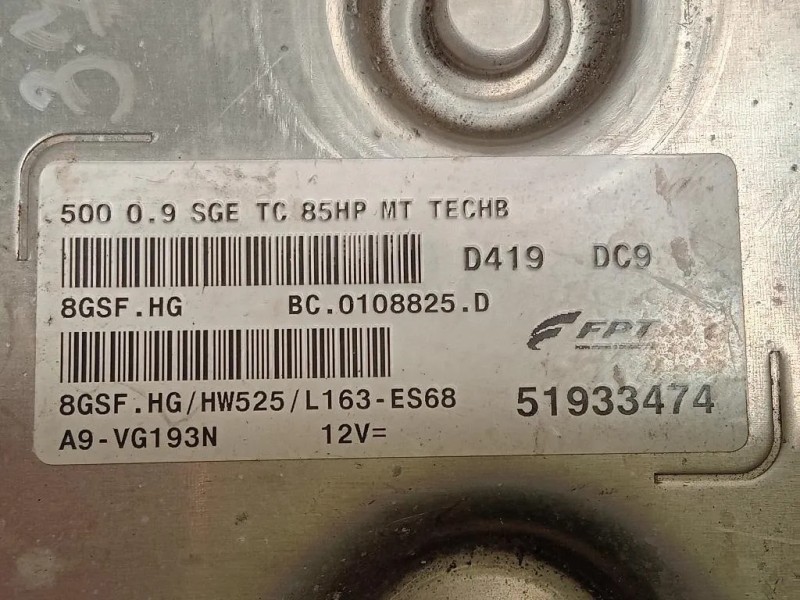 500 0.9 SGE TC 85HP MT TECHB
D419 DC9
8GSF.HG BC.0108825.D
FPT
8GSF.HG/HW525/L163-ES68
51933474
A9-VG193N 12V=